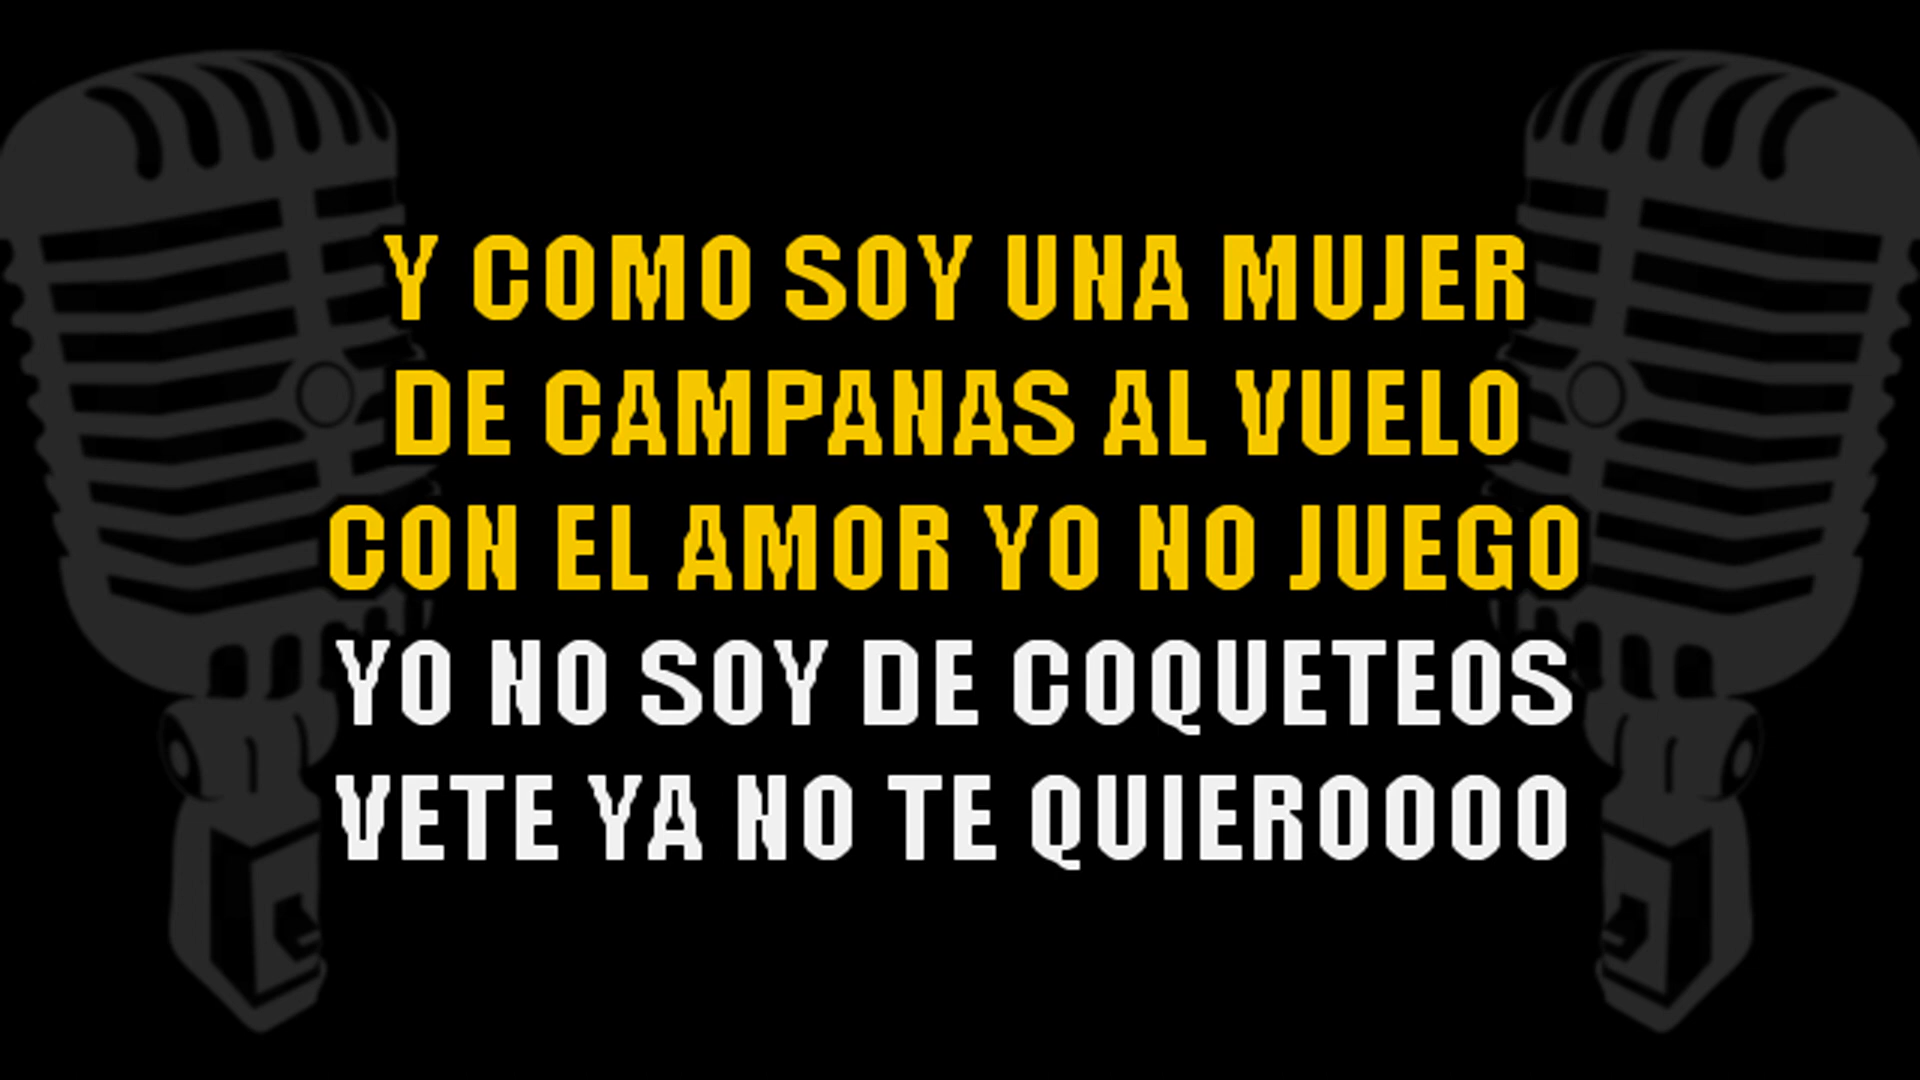 Y COMO SOY UNA MUJER
DE CAMPANAS AL VUELO
CON EL AMOR YO NO JUEGO
YO NO SOY DE COQUETEOS
VETE YA NO TE QUIEROOOO